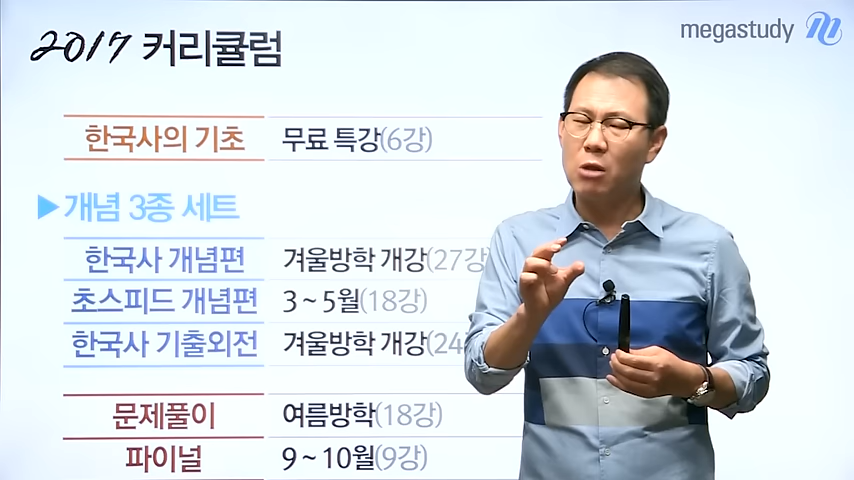 megastudy
2017 커리큘럼
한국사의 기초 무료 특강(6강)
▶개념 3종 세트
한국사 개념편 겨울방학 개강(27강)
초스피드 개념편 3 ~ 5월(18강)
한국사 기출외전 겨울방학 개강(24
문제풀이 여름방학(18강)
파이널 9 ~ 10월(9강)